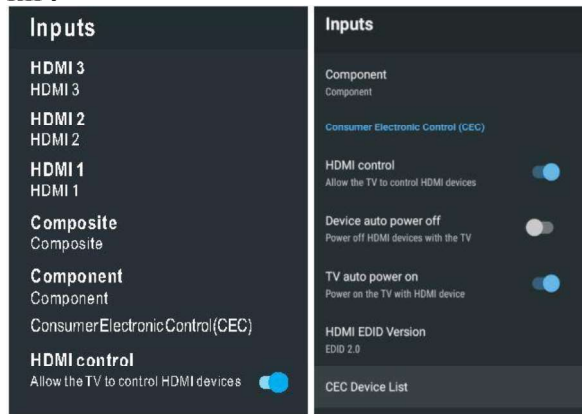 Inputs
HDMI 3
HDMI 3
HDMI 2
HDMI 2
HDMI 1
HDMI 1
Composite
Composite
Component
Component
ConsumerElectronicControl(CEC)
HDMI control
Allow the TV to control HDMI devices
Inputs
Component
Component
Consumer Electronic Control (CEC)
HDMI control
Allow the TV to control HDMI devices
Device auto power off
Power off HDMI devices with the TV
TV auto power on
Power on the TV with HDMI device
HDMI EDID Version
EDID 2.0
CEC Device List